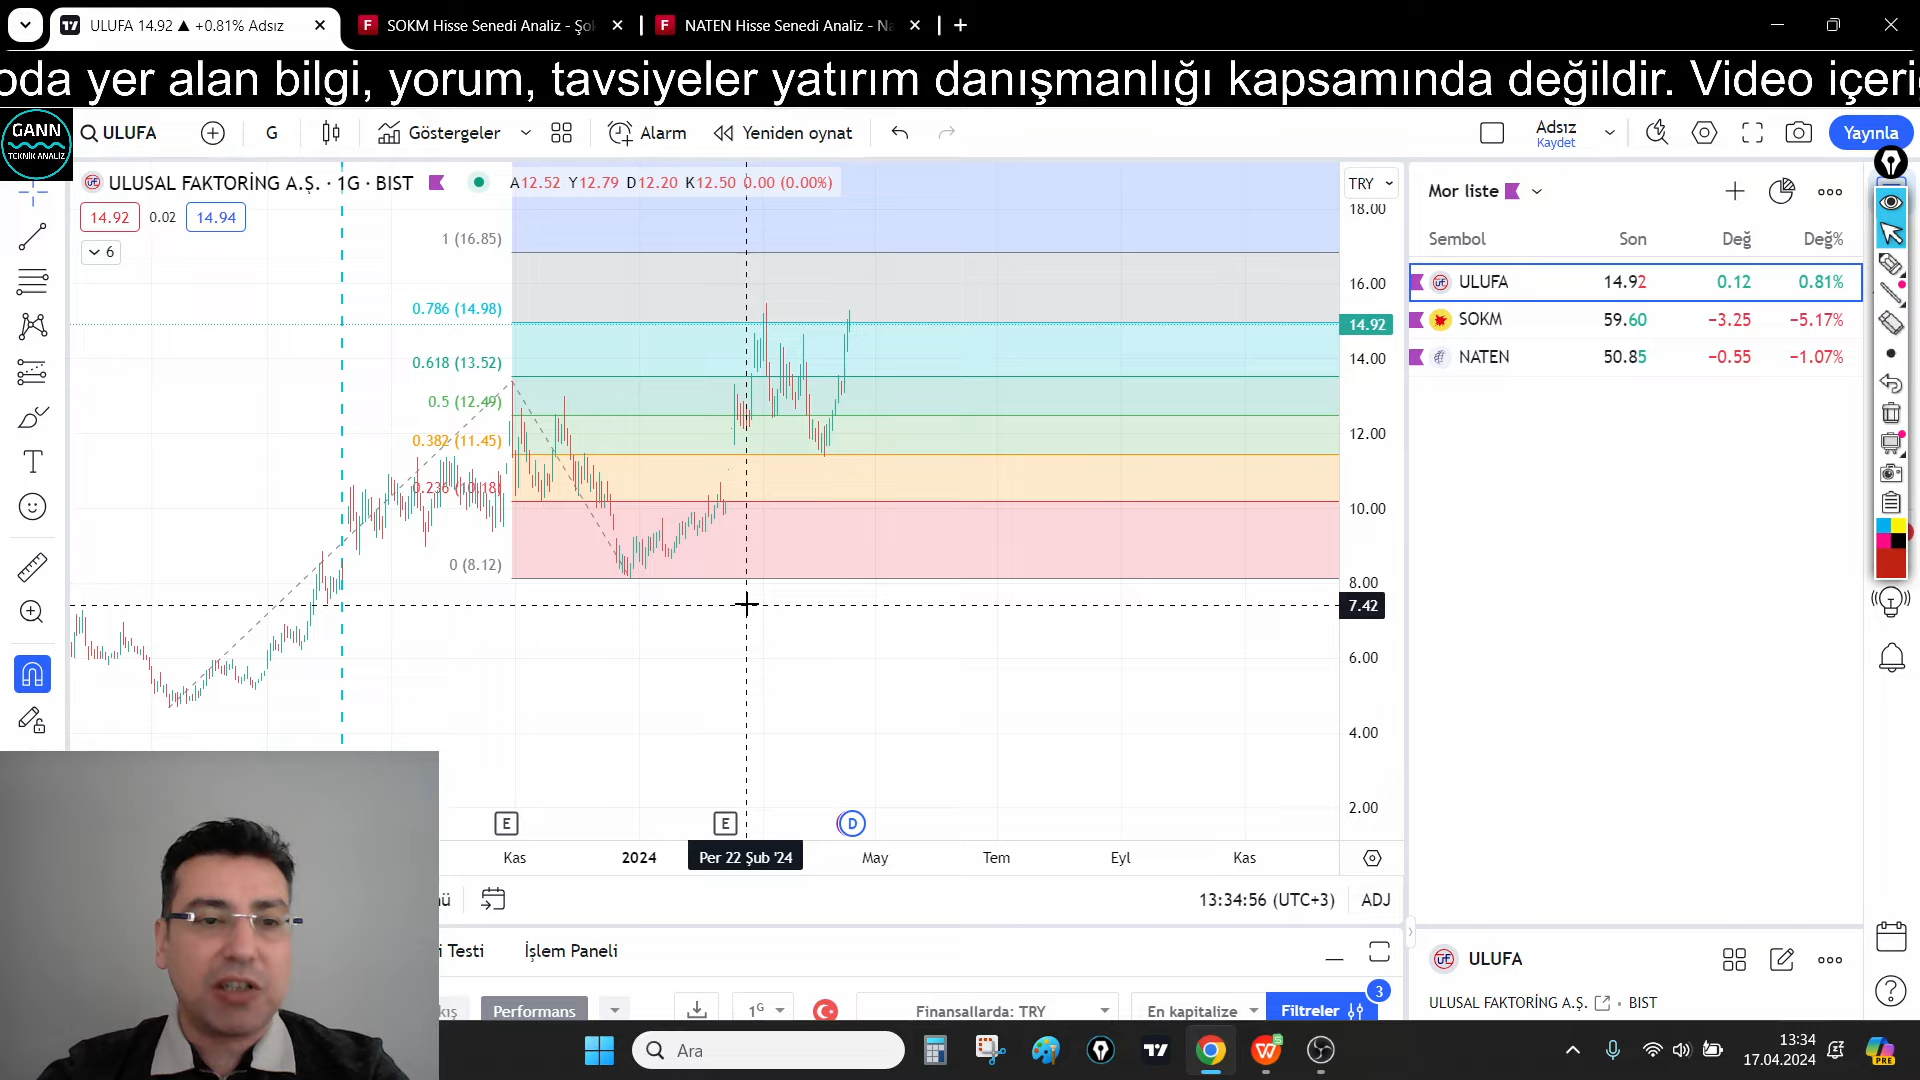 ULUFA 14.92 ▲ +0.81% Adsız
SOKM Hisse Senedi Analiz - Şo
NATEN Hisse Senedi Analiz - Na
oda yer alan bilgi, yorum, tavsiyeler yatırım danışmanlığı kapsamında değildir. Video içeri
GANN
TEKNİK ANALİZ
ULUFA
G
Göstergeler
Alarm
Yeniden oynat
Adsız
Kaydet
Yayınla
ULUSAL FAKTORİNG A.Ş. · 1G · BIST
A12.52 Y12.79 D12.20 K12.50 0.00 (0.00%)
14.92 0.02 14.94
6
TRY
18.00
16.00
14.92
14.00
12.00
10.00
8.00
7.42
6.00
4.00
2.00
1 (16.85)
0.786 (14.98)
0.618 (13.52)
0.5 (12.49)
0.382 (11.45)
0.236 (10.18)
0 (8.12)
E
E
D
Kas
2024
Per 22 Şub '24
May
Tem
Eyl
Kas
13:34:56 (UTC+3)
ADJ
Mor liste
Sembol Son Değ Değ%
ULUFA 14.92 0.12 0.81%
SOKM 59.60 −3.25 −5.17%
NATEN 50.85 −0.55 −1.07%
i Testi
İşlem Paneli
kış
Performans
1G
Finansallarda: TRY
En kapitalize
Filtreler
3
ULUFA
ULUSAL FAKTORİNG A.Ş. · BIST
Ara
13:34
17.04.2024
PRE